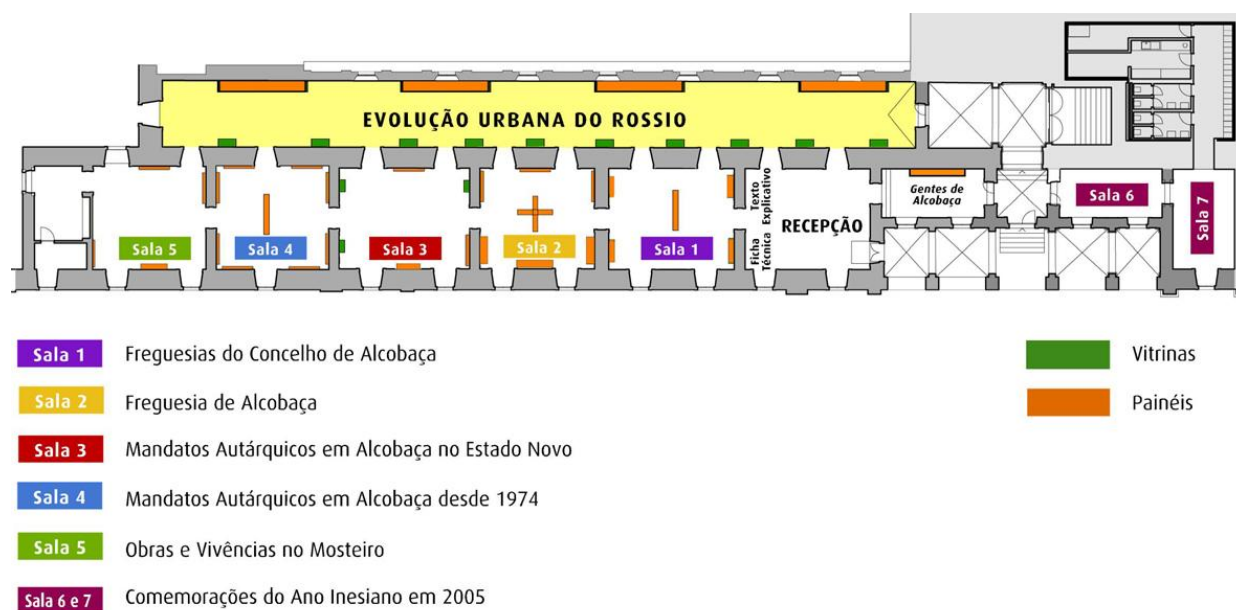 EVOLUÇÃO URBANA DO ROSSIO
Sala 5
Sala 4
Sala 3
Sala 2
Sala 1
Ficha Técnica
Texto Explicativo
RECEPÇÃO
Gentes de
Alcobaça
Sala 6
Sala 7
Sala 1 Freguesias do Concelho de Alcobaça
Sala 2 Freguesia de Alcobaça
Sala 3 Mandatos Autárquicos em Alcobaça no Estado Novo
Sala 4 Mandatos Autárquicos em Alcobaça desde 1974
Sala 5 Obras e Vivências no Mosteiro
Sala 6 e 7 Comemorações do Ano Inesiano em 2005
Vitrinas
Painéis